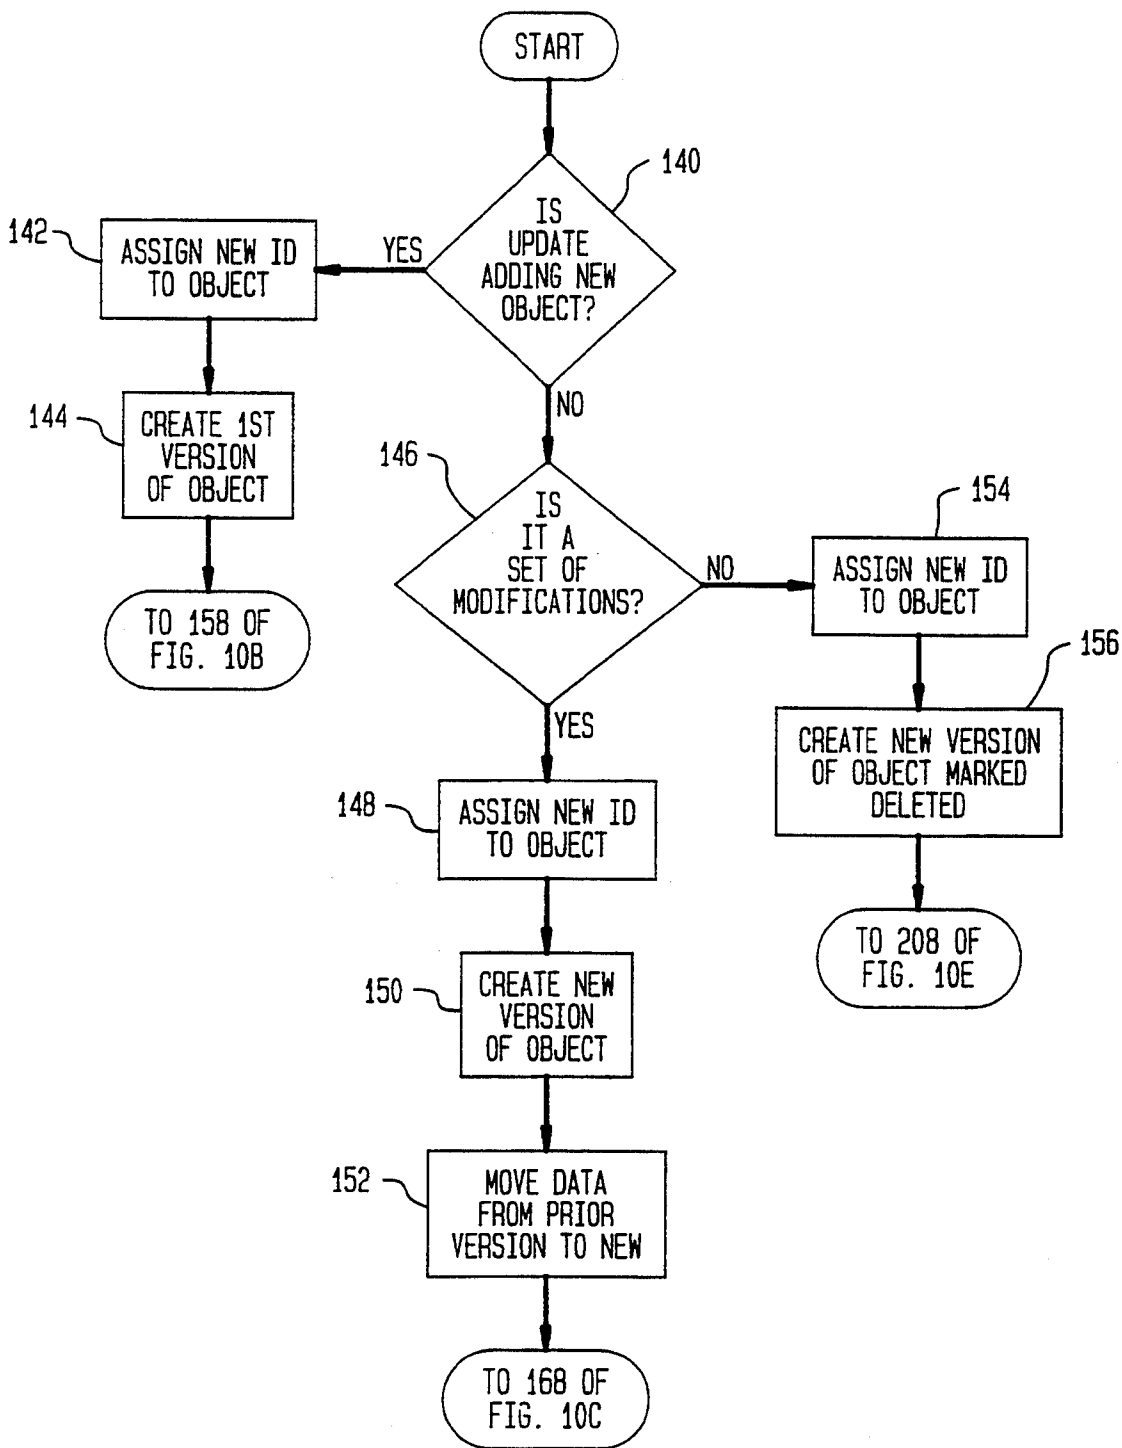 START
140
IS
UPDATE
ADDING NEW
OBJECT?
YES
142
ASSIGN NEW ID
TO OBJECT
144
CREATE 1ST
VERSION
OF OBJECT
TO 158 OF
FIG. 10B
NO
146
IS
IT A
SET OF
MODIFICATIONS?
NO
154
ASSIGN NEW ID
TO OBJECT
156
CREATE NEW VERSION
OF OBJECT MARKED
DELETED
TO 208 OF
FIG. 10E
YES
148
ASSIGN NEW ID
TO OBJECT
150
CREATE NEW
VERSION
OF OBJECT
152
MOVE DATA
FROM PRIOR
VERSION TO NEW
TO 168 OF
FIG. 10C